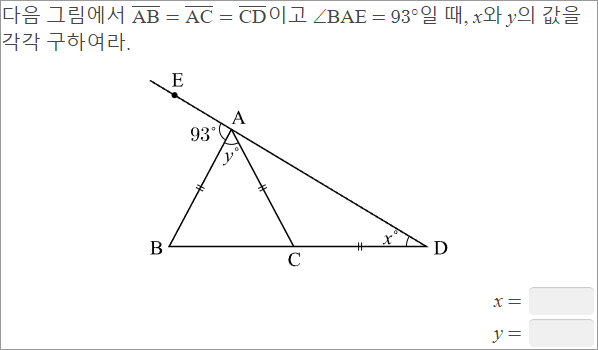 다음 그림에서 AB = AC = CD이고 ∠BAE = 93°일 때, x와 y의 값을
각각 구하여라.
E
A
93°
y°
x°
B
C
D
x =
y =